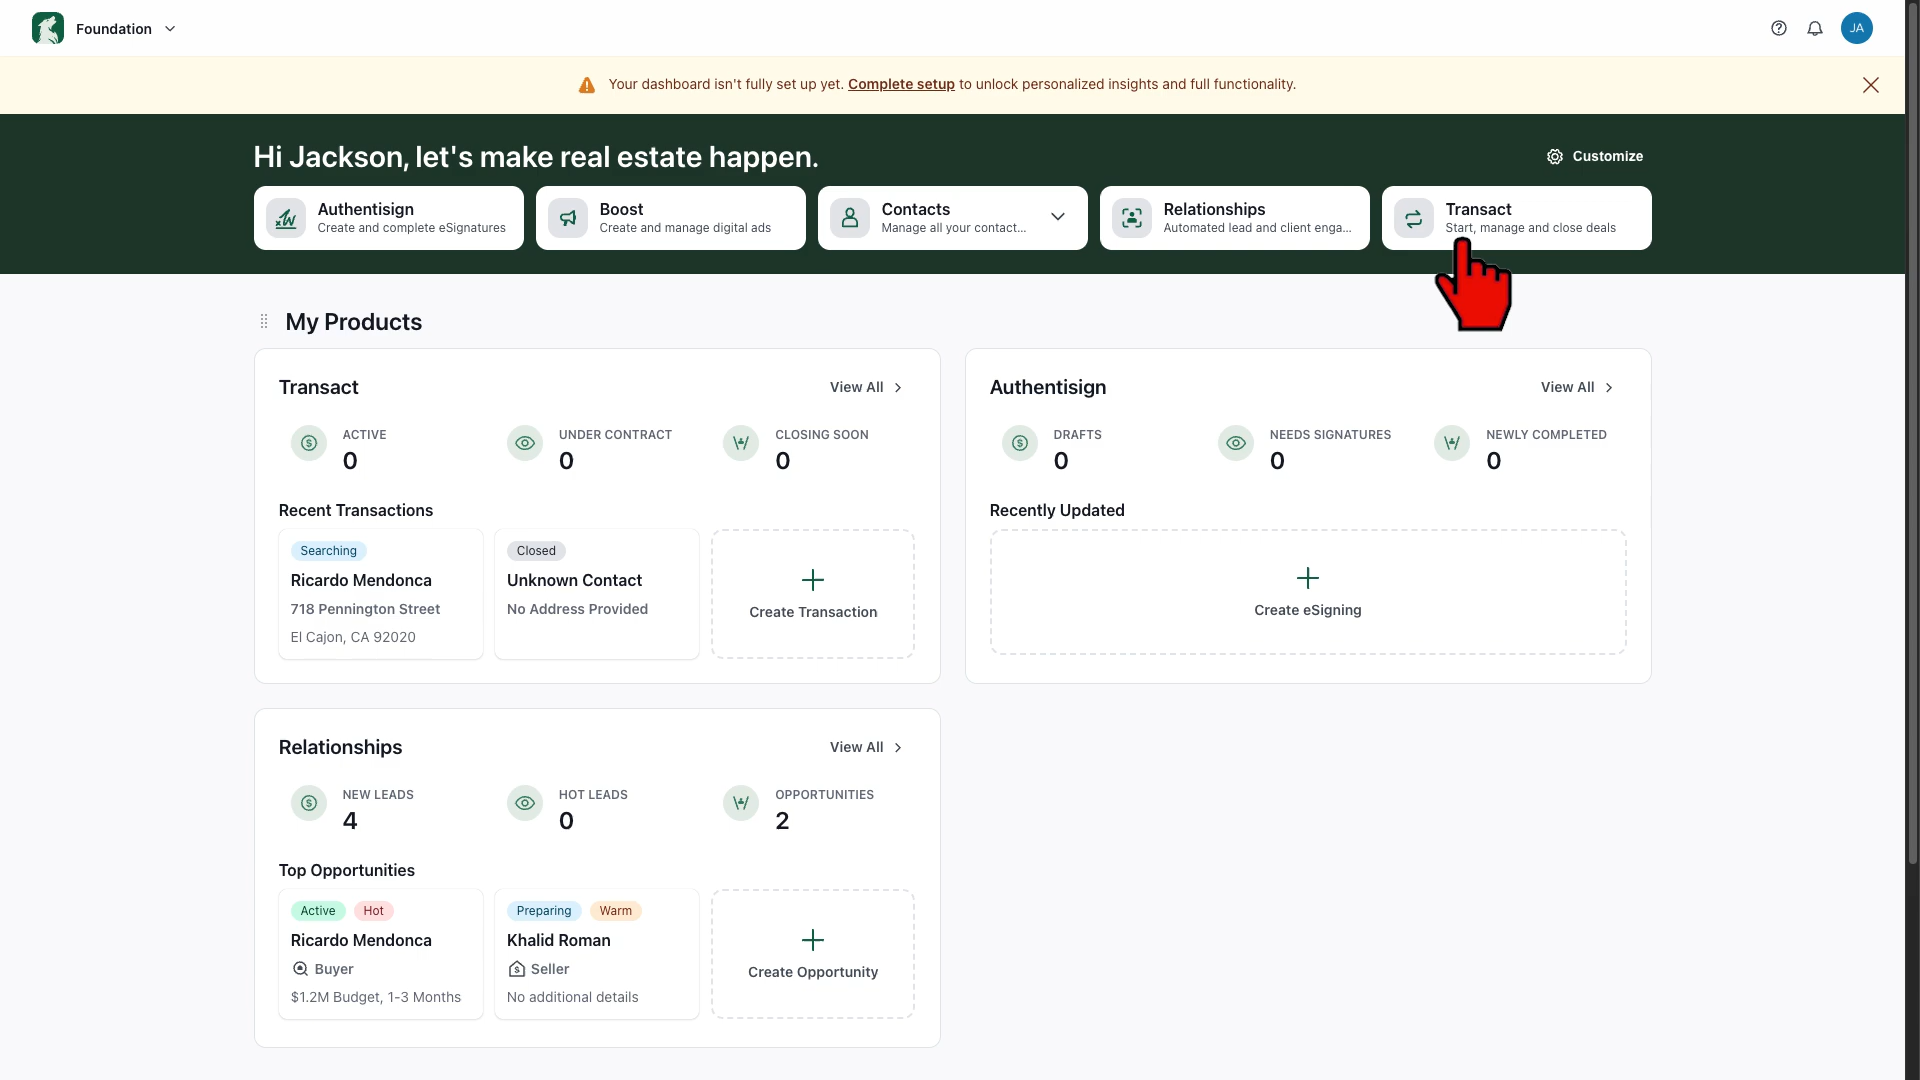 Foundation
JA
Your dashboard isn't fully set up yet. Complete setup to unlock personalized insights and full functionality.
Hi Jackson, let's make real estate happen.
Customize
Authentisign
Create and complete eSignatures
Boost
Create and manage digital ads
Contacts
Manage all your contact...
Relationships
Automated lead and client enga...
Transact
Start, manage and close deals
My Products
Transact
View All
ACTIVE
0
UNDER CONTRACT
0
CLOSING SOON
0
Recent Transactions
Searching
Ricardo Mendonca
718 Pennington Street
El Cajon, CA 92020
Closed
Unknown Contact
No Address Provided
Create Transaction
Authentisign
View All
DRAFTS
0
NEEDS SIGNATURES
0
NEWLY COMPLETED
0
Recently Updated
Create eSigning
Relationships
View All
NEW LEADS
4
HOT LEADS
0
OPPORTUNITIES
2
Top Opportunities
Active Hot
Ricardo Mendonca
Buyer
$1.2M Budget, 1-3 Months
Preparing Warm
Khalid Roman
Seller
No additional details
Create Opportunity